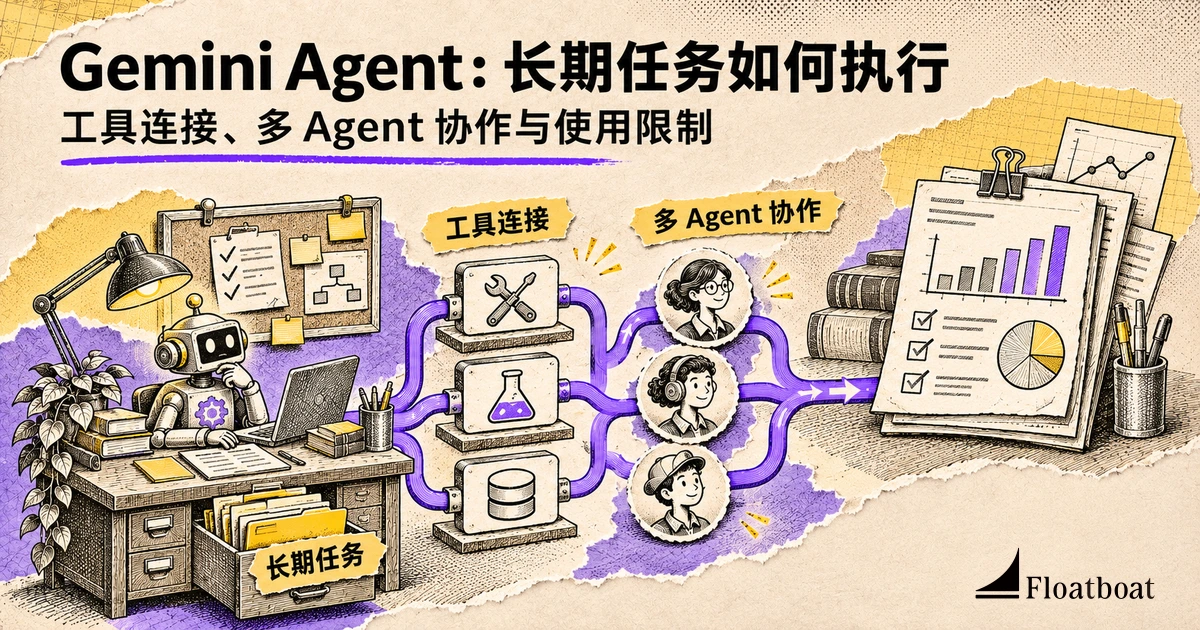 Gemini Agent：长期任务如何执行
工具连接、多 Agent 协作与使用限制
工具连接
多 Agent 协作
长期任务
Floatboat